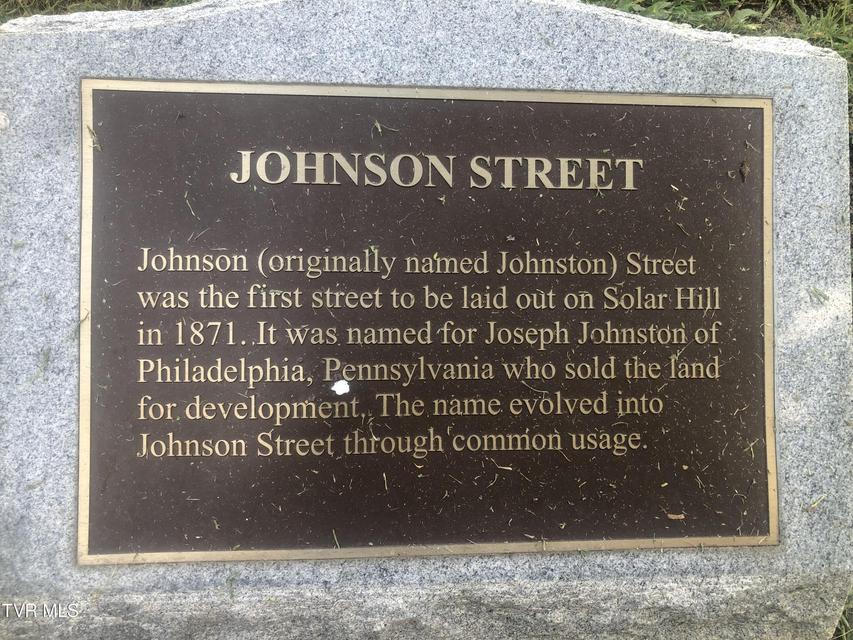 JOHNSON STREET
Johnson (originally named Johnston) Street
was the first street to be laid out on Solar Hill
in 1871. It was named for Joseph Johnston of
Philadelphia, Pennsylvania who sold the land
for development. The name evolved into
Johnson Street through common usage.
TVR MLS